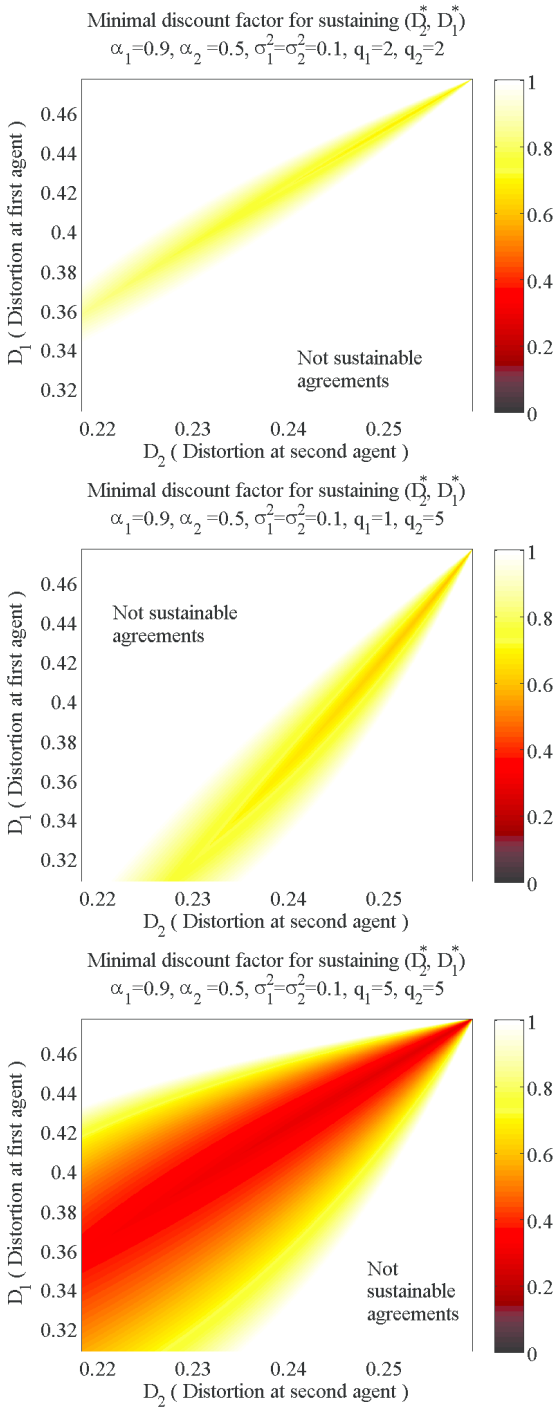 Minimal discount factor for sustaining (D₂*, D₁*)
α₁=0.9, α₂ =0.5, σ₁²=σ₂²=0.1, q₁=2, q₂=2
0.46
0.44
0.42
0.4
0.38
0.36
0.34
0.32
D₁ ( Distortion at first agent )
Not sustainable
agreements
0.22 0.23 0.24 0.25
D₂ ( Distortion at second agent )
1
0.8
0.6
0.4
0.2
0
Minimal discount factor for sustaining (D₂*, D₁*)
α₁=0.9, α₂ =0.5, σ₁²=σ₂²=0.1, q₁=1, q₂=5
0.46
0.44
0.42
0.4
0.38
0.36
0.34
0.32
D₁ ( Distortion at first agent )
Not sustainable
agreements
0.22 0.23 0.24 0.25
D₂ ( Distortion at second agent )
1
0.8
0.6
0.4
0.2
0
Minimal discount factor for sustaining (D₂*, D₁*)
α₁=0.9, α₂ =0.5, σ₁²=σ₂²=0.1, q₁=5, q₂=5
0.46
0.44
0.42
0.4
0.38
0.36
0.34
0.32
D₁ ( Distortion at first agent )
Not
sustainable
agreements
0.22 0.23 0.24 0.25
D₂ ( Distortion at second agent )
1
0.8
0.6
0.4
0.2
0